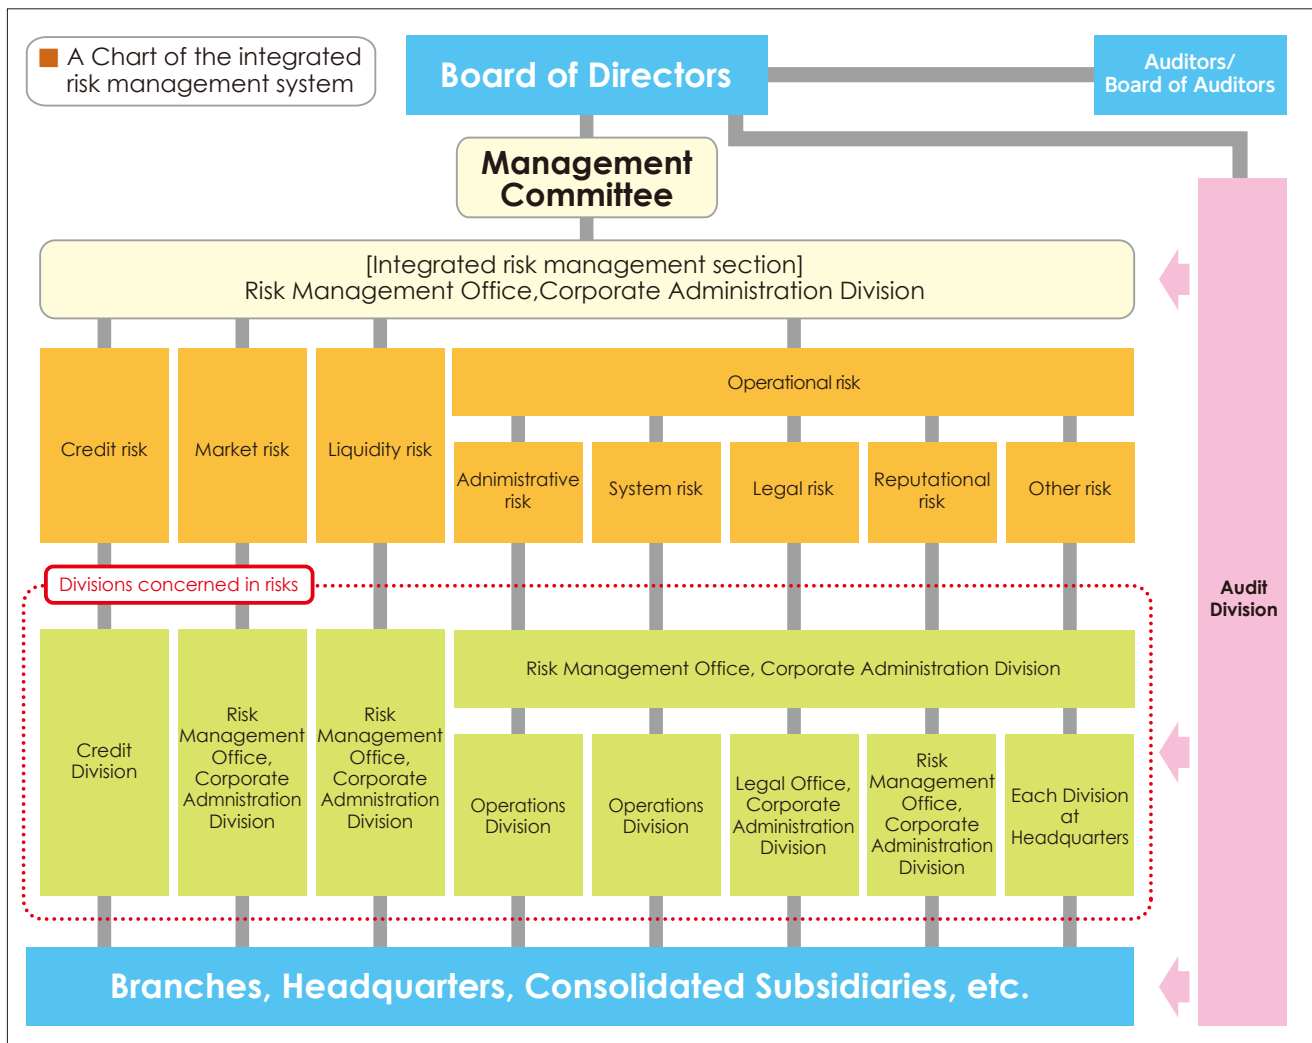 A Chart of the integrated
risk management system
Board of Directors
Auditors/
Board of Auditors
Management
Committee
[Integrated risk management section]
Risk Management Office,Corporate Administration Division
Credit risk
Market risk
Liquidity risk
Operational risk
Adnimistrative
risk
System risk
Legal risk
Reputational
risk
Other risk
Divisions concerned in risks
Credit
Division
Risk
Management
Office,
Corporate
Admnistration
Division
Risk
Management
Office,
Corporate
Admnistration
Division
Risk Management Office, Corporate Administration Division
Operations
Division
Operations
Division
Legal Office,
Corporate
Administration
Division
Risk
Management
Office,
Corporate
Administration
Division
Each Division
at
Headquarters
Audit
Division
Branches, Headquarters, Consolidated Subsidiaries, etc.